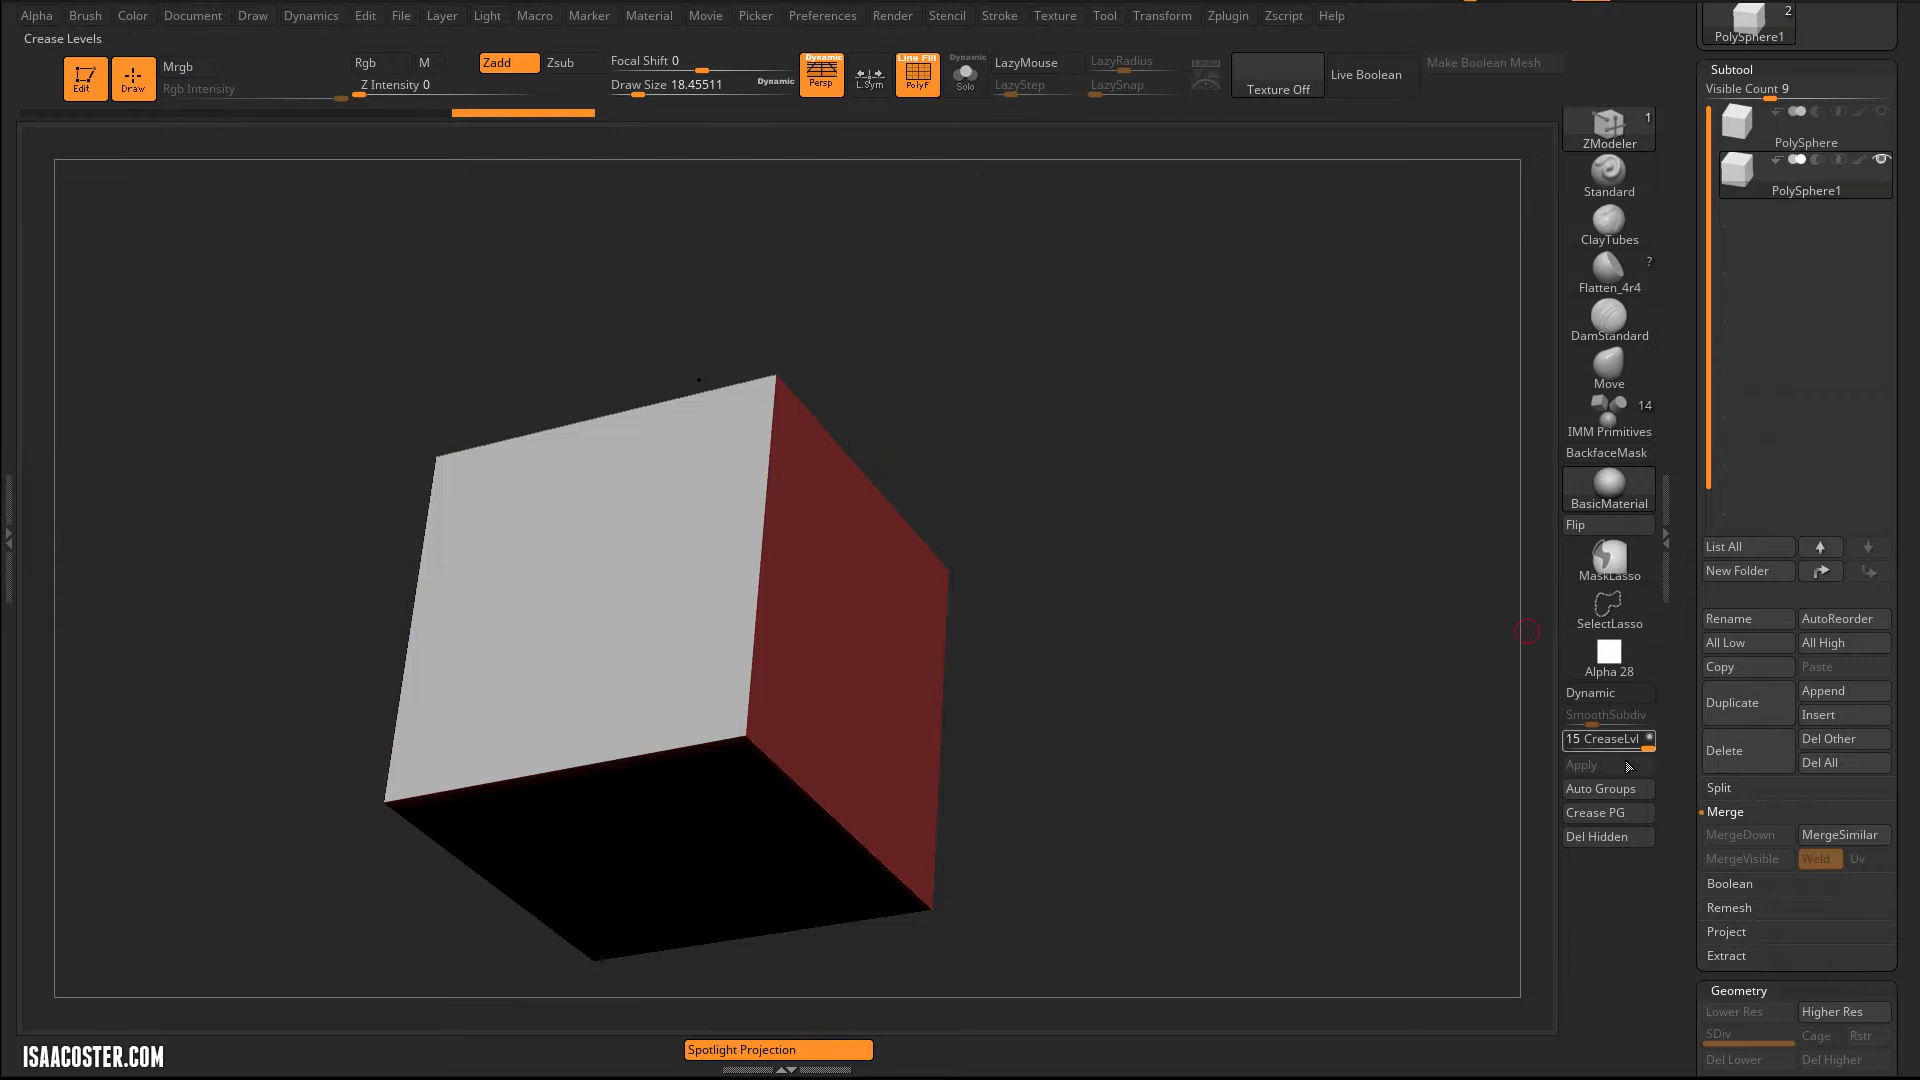 Alpha Brush Color Document Draw Dynamics Edit File Layer Light Macro Marker Material Movie Picker Preferences Render Stencil Stroke Texture Tool Transform Zplugin Zscript Help
Crease Levels
Edit
Draw
Mrgb
Rgb Intensity
Rgb
M
Z Intensity 0
Zadd
Zsub
Focal Shift 0
Draw Size 18.45511
Dynamic
Dynamic
Persp
L.Sym
Line Fill
PolyF
Dynamic
Solo
LazyMouse
LazyStep
LazyRadius
LazySnap
Texture Off
Live Boolean
Make Boolean Mesh
1
ZModeler
Standard
ClayTubes
?
Flatten_4r4
DamStandard
Move
14
IMM Primitives
BackfaceMask
BasicMaterial
Flip
MaskLasso
SelectLasso
Alpha 28
Dynamic
SmoothSubdiv
15 CreaseLvl
Apply
Auto Groups
Crease PG
Del Hidden
2
PolySphere1
Subtool
Visible Count 9
PolySphere
PolySphere1
List All
New Folder
Rename AutoReorder
All Low All High
Copy Paste
Duplicate Append
Insert
Delete Del Other
Del All
Split
Merge
MergeDown MergeSimilar
MergeVisible Weld Uv
Boolean
Remesh
Project
Extract
Geometry
Lower Res Higher Res
SDiv Cage Rstr
Del Lower Del Higher
Spotlight Projection
ISAACOSTER.COM